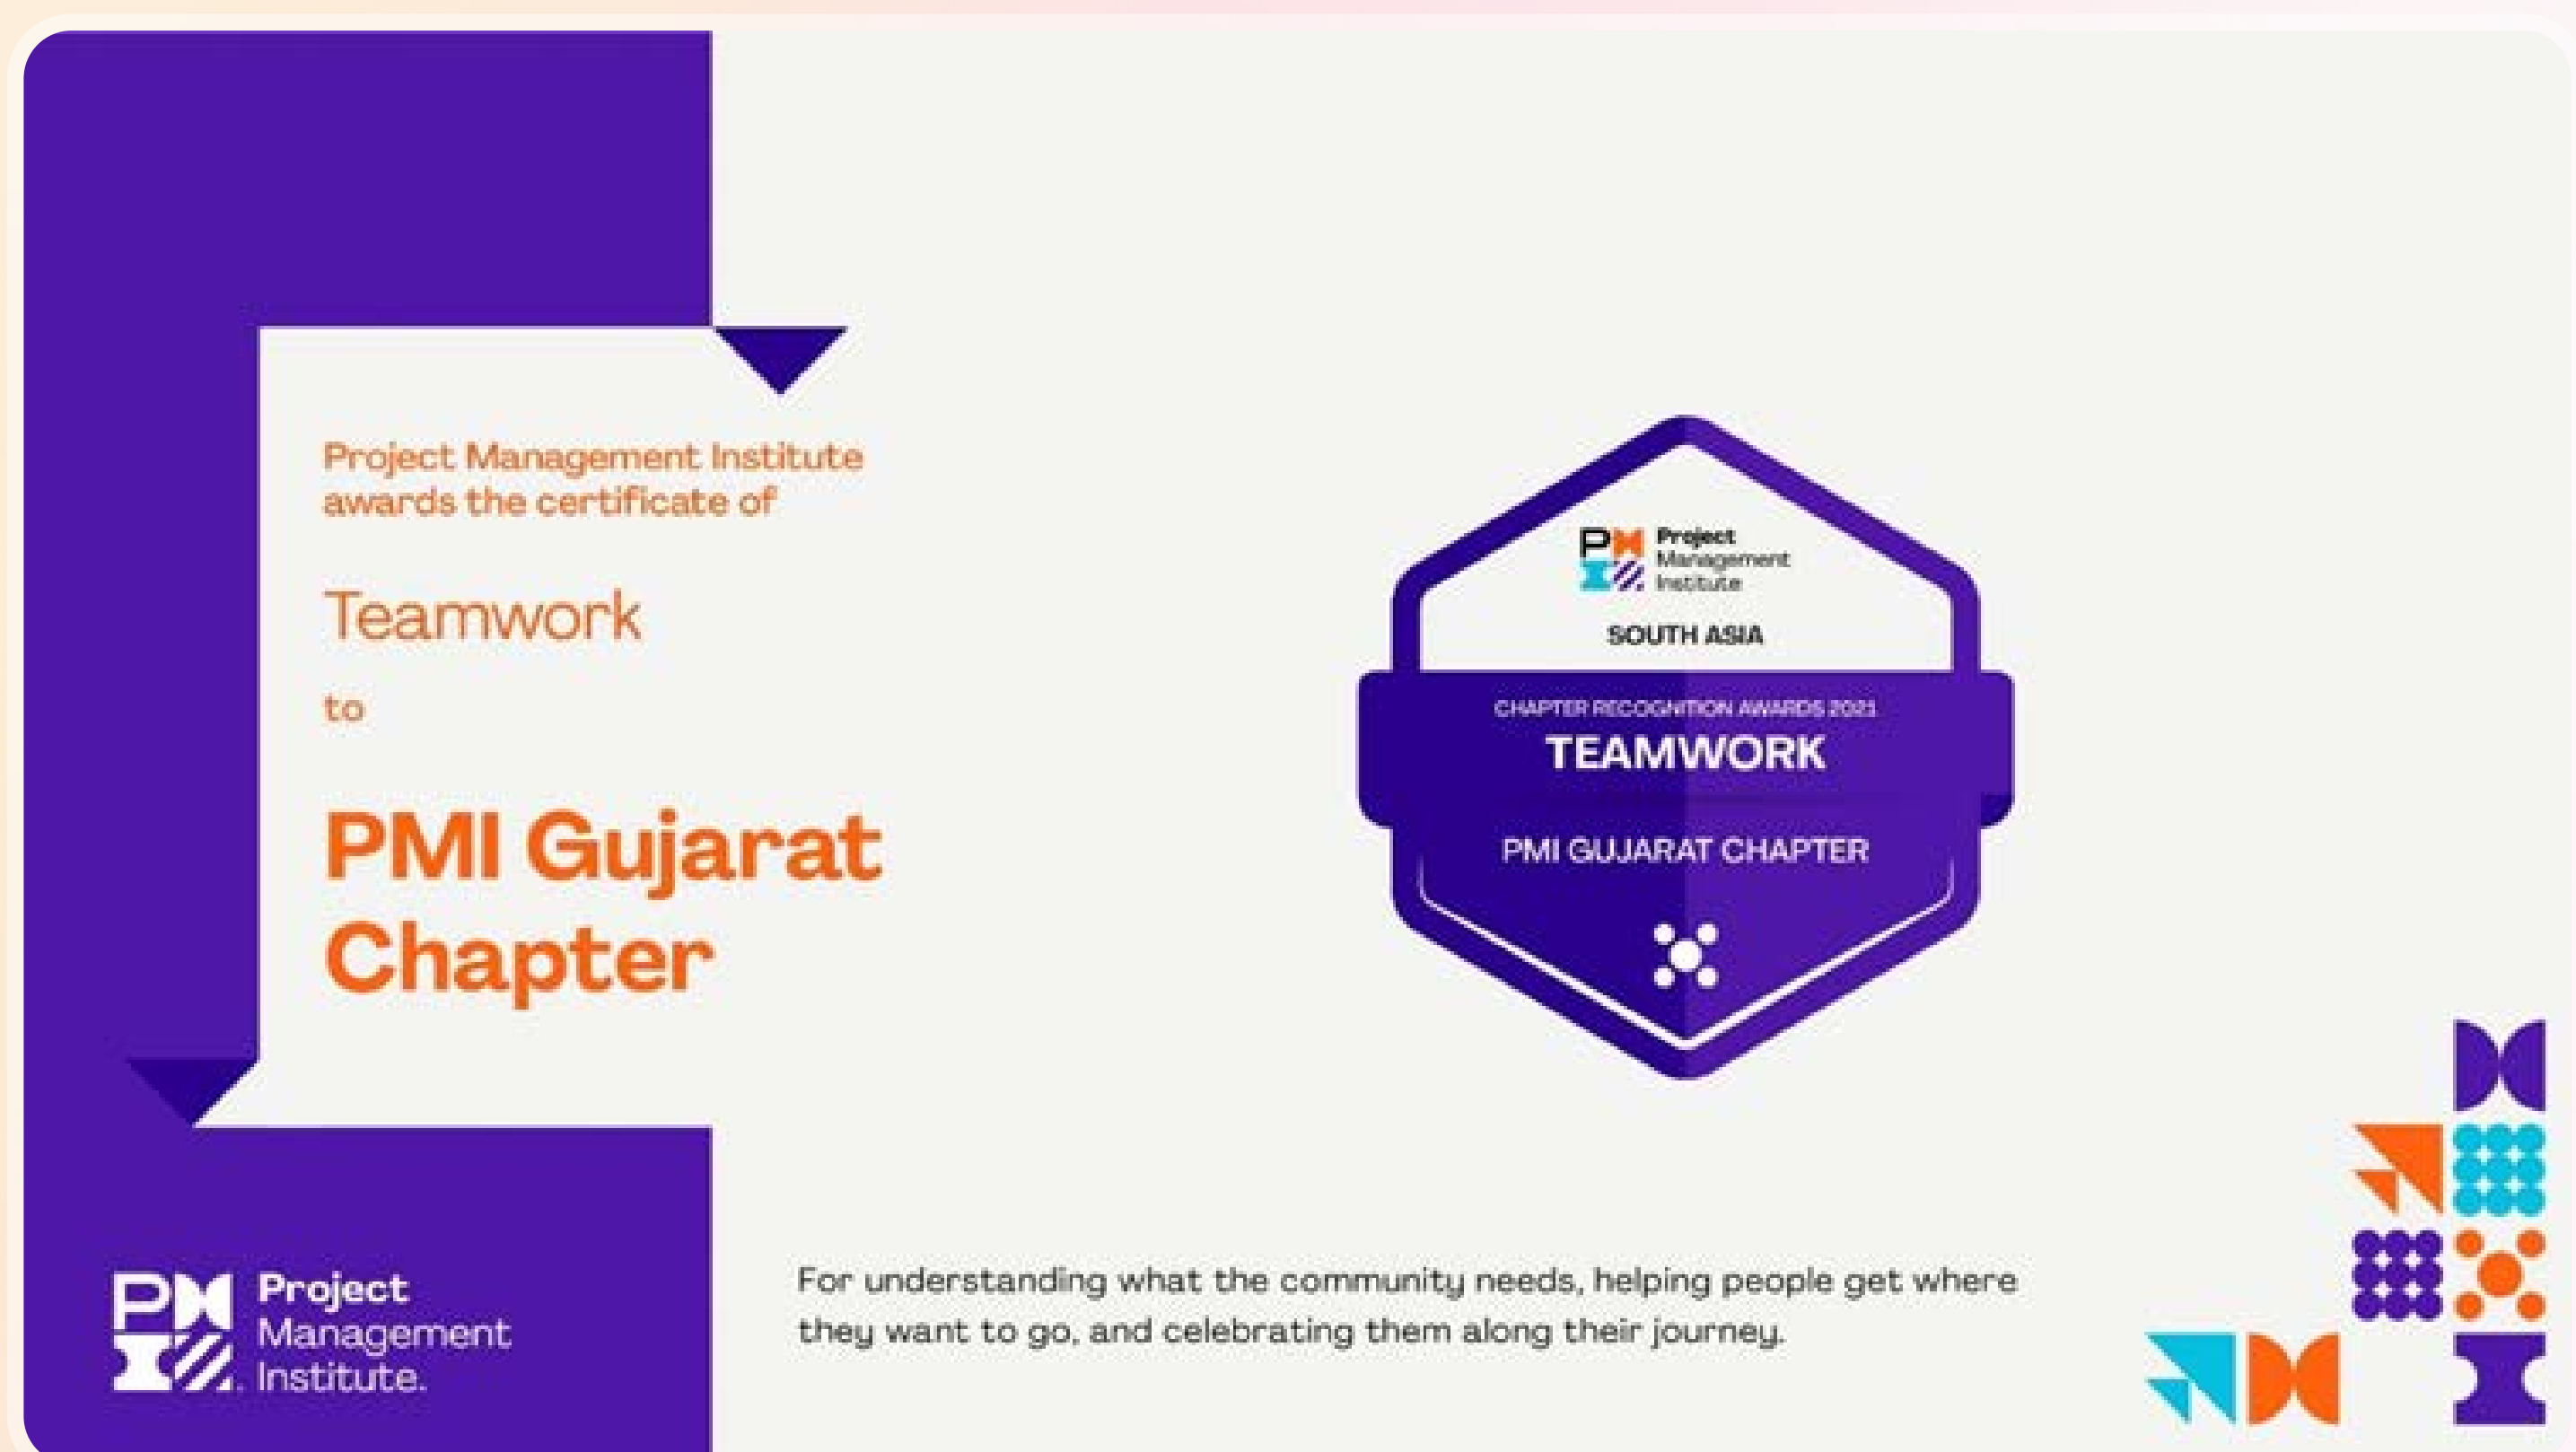 Project Management Institute
awards the certificate of
Teamwork
to
PMI Gujarat
Chapter
PMI
Project
Management
Institute
SOUTH ASIA
CHAPTER RECOGNITION AWARDS 2021
TEAMWORK
PMI GUJARAT CHAPTER
PMI
Project
Management
Institute.
For understanding what the community needs, helping people get where
they want to go, and celebrating them along their journey.